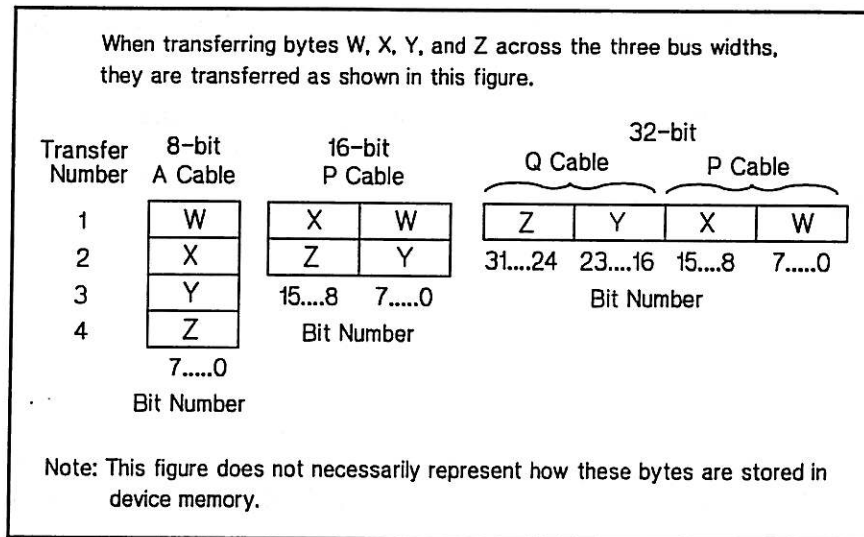 When transferring bytes W, X, Y, and Z across the three bus widths,
they are transferred as shown in this figure.
32-bit
Transfer 8-bit 16-bit Q Cable P Cable
Number A Cable P Cable
1 W X W Z Y X W
2 X Z Y 31....24 23....16 15....8 7.....0
3 Y 15....8 7.....0 Bit Number
4 Z Bit Number
7.....0
Bit Number
Note: This figure does not necessarily represent how these bytes are stored in
device memory.